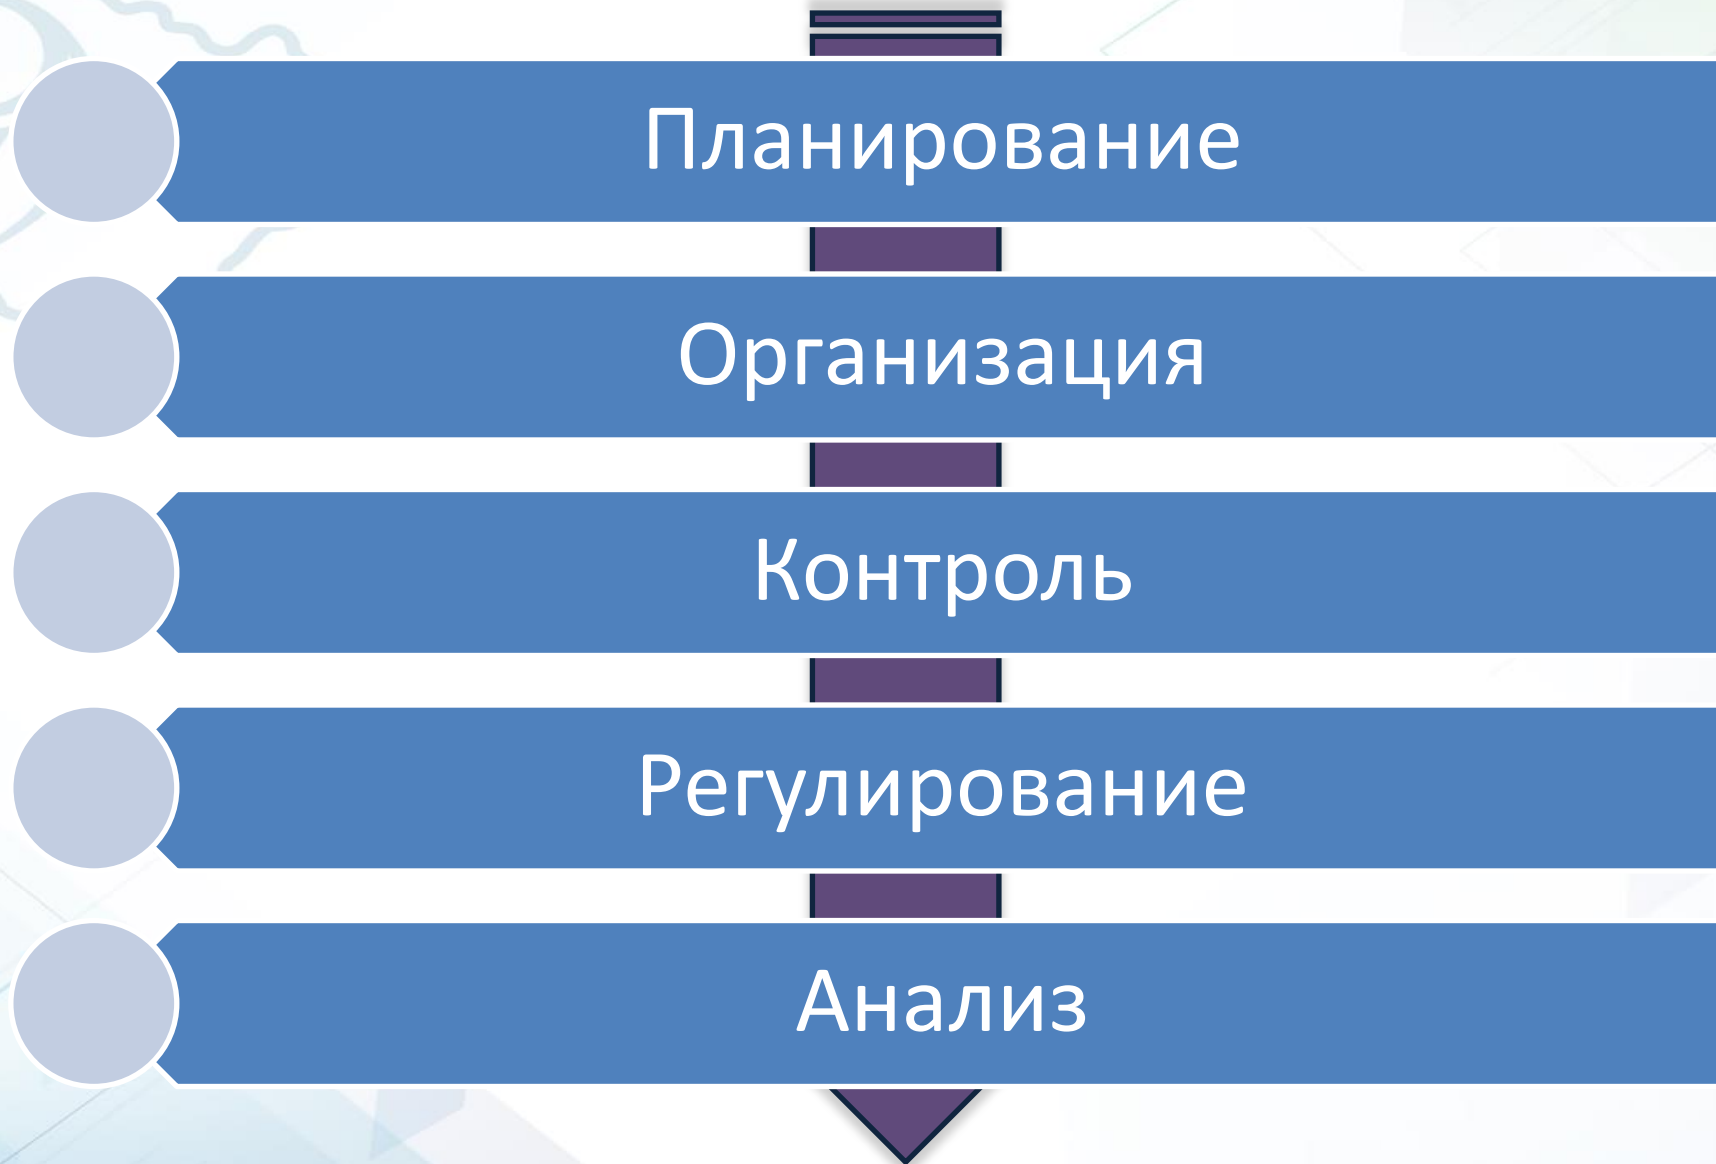 Планирование
Организация
Контроль
Регулирование
Анализ